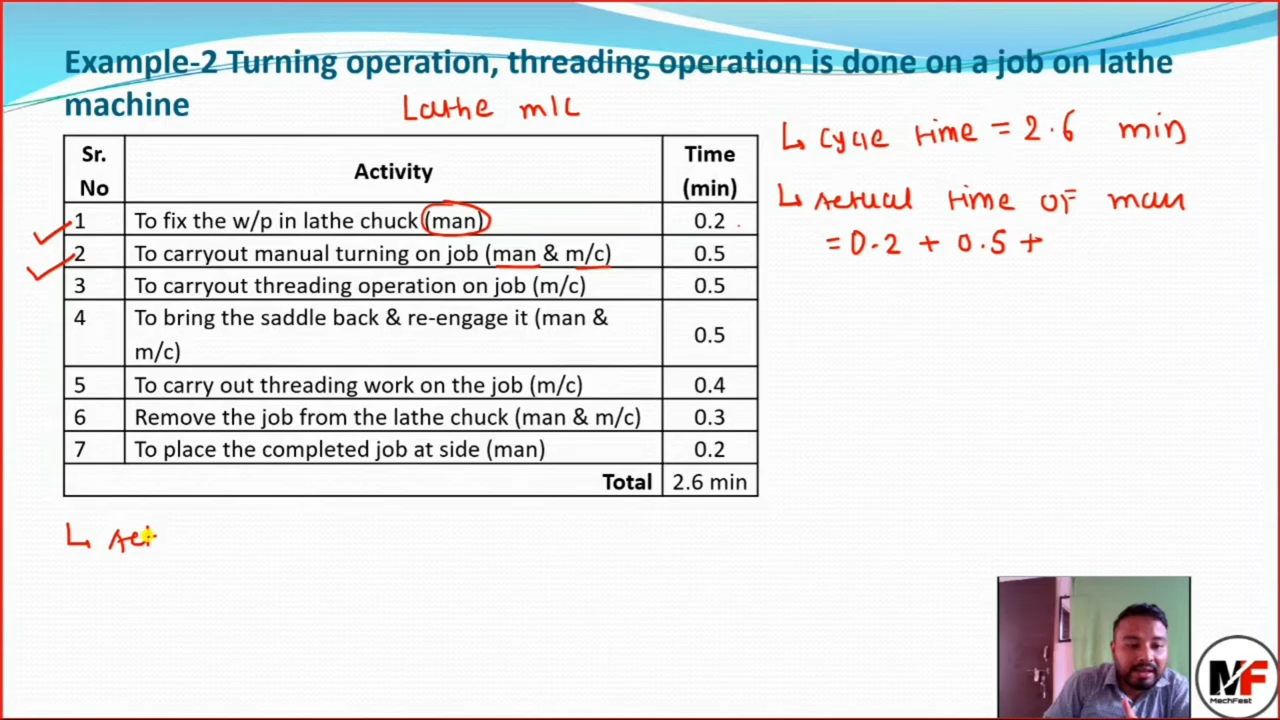 Example-2 Turning operation, threading operation is done on a job on lathe
machine
Lathe m/c
Sr. No Activity Time (min)
1 To fix the w/p in lathe chuck (man) 0.2
2 To carryout manual turning on job (man & m/c) 0.5
3 To carryout threading operation on job (m/c) 0.5
4 To bring the saddle back & re-engage it (man &
m/c) 0.5
5 To carry out threading work on the job (m/c) 0.4
6 Remove the job from the lathe chuck (man & m/c) 0.3
7 To place the completed job at side (man) 0.2
Total 2.6 min
↳ Cycle time = 2.6 min
↳ Actual time of man
= 0.2 + 0.5 +
↳ Act
MF
MechFest